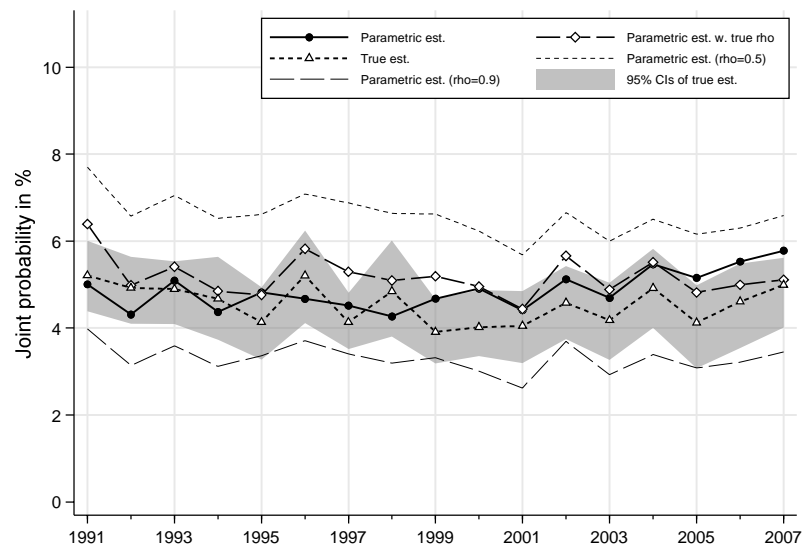 Parametric est.
Parametric est. w. true rho
True est.
Parametric est. (rho=0.5)
Parametric est. (rho=0.9)
95% CIs of true est.
Joint probability in %
10
8
6
4
2
0
1991 1993 1995 1997 1999 2001 2003 2005 2007